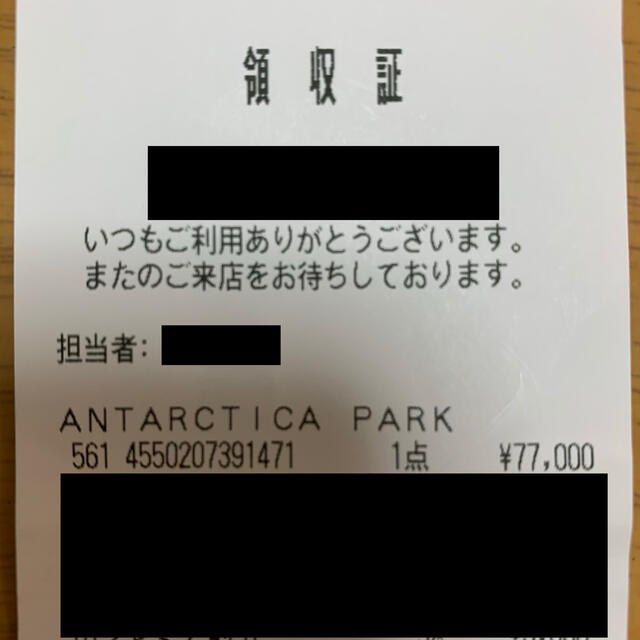 領収証
いつもご利用ありがとうございます。
またのご来店をお待ちしております。
担当者:
ANTARCTICA PARK
561 4550207391471 1点 ¥77,000